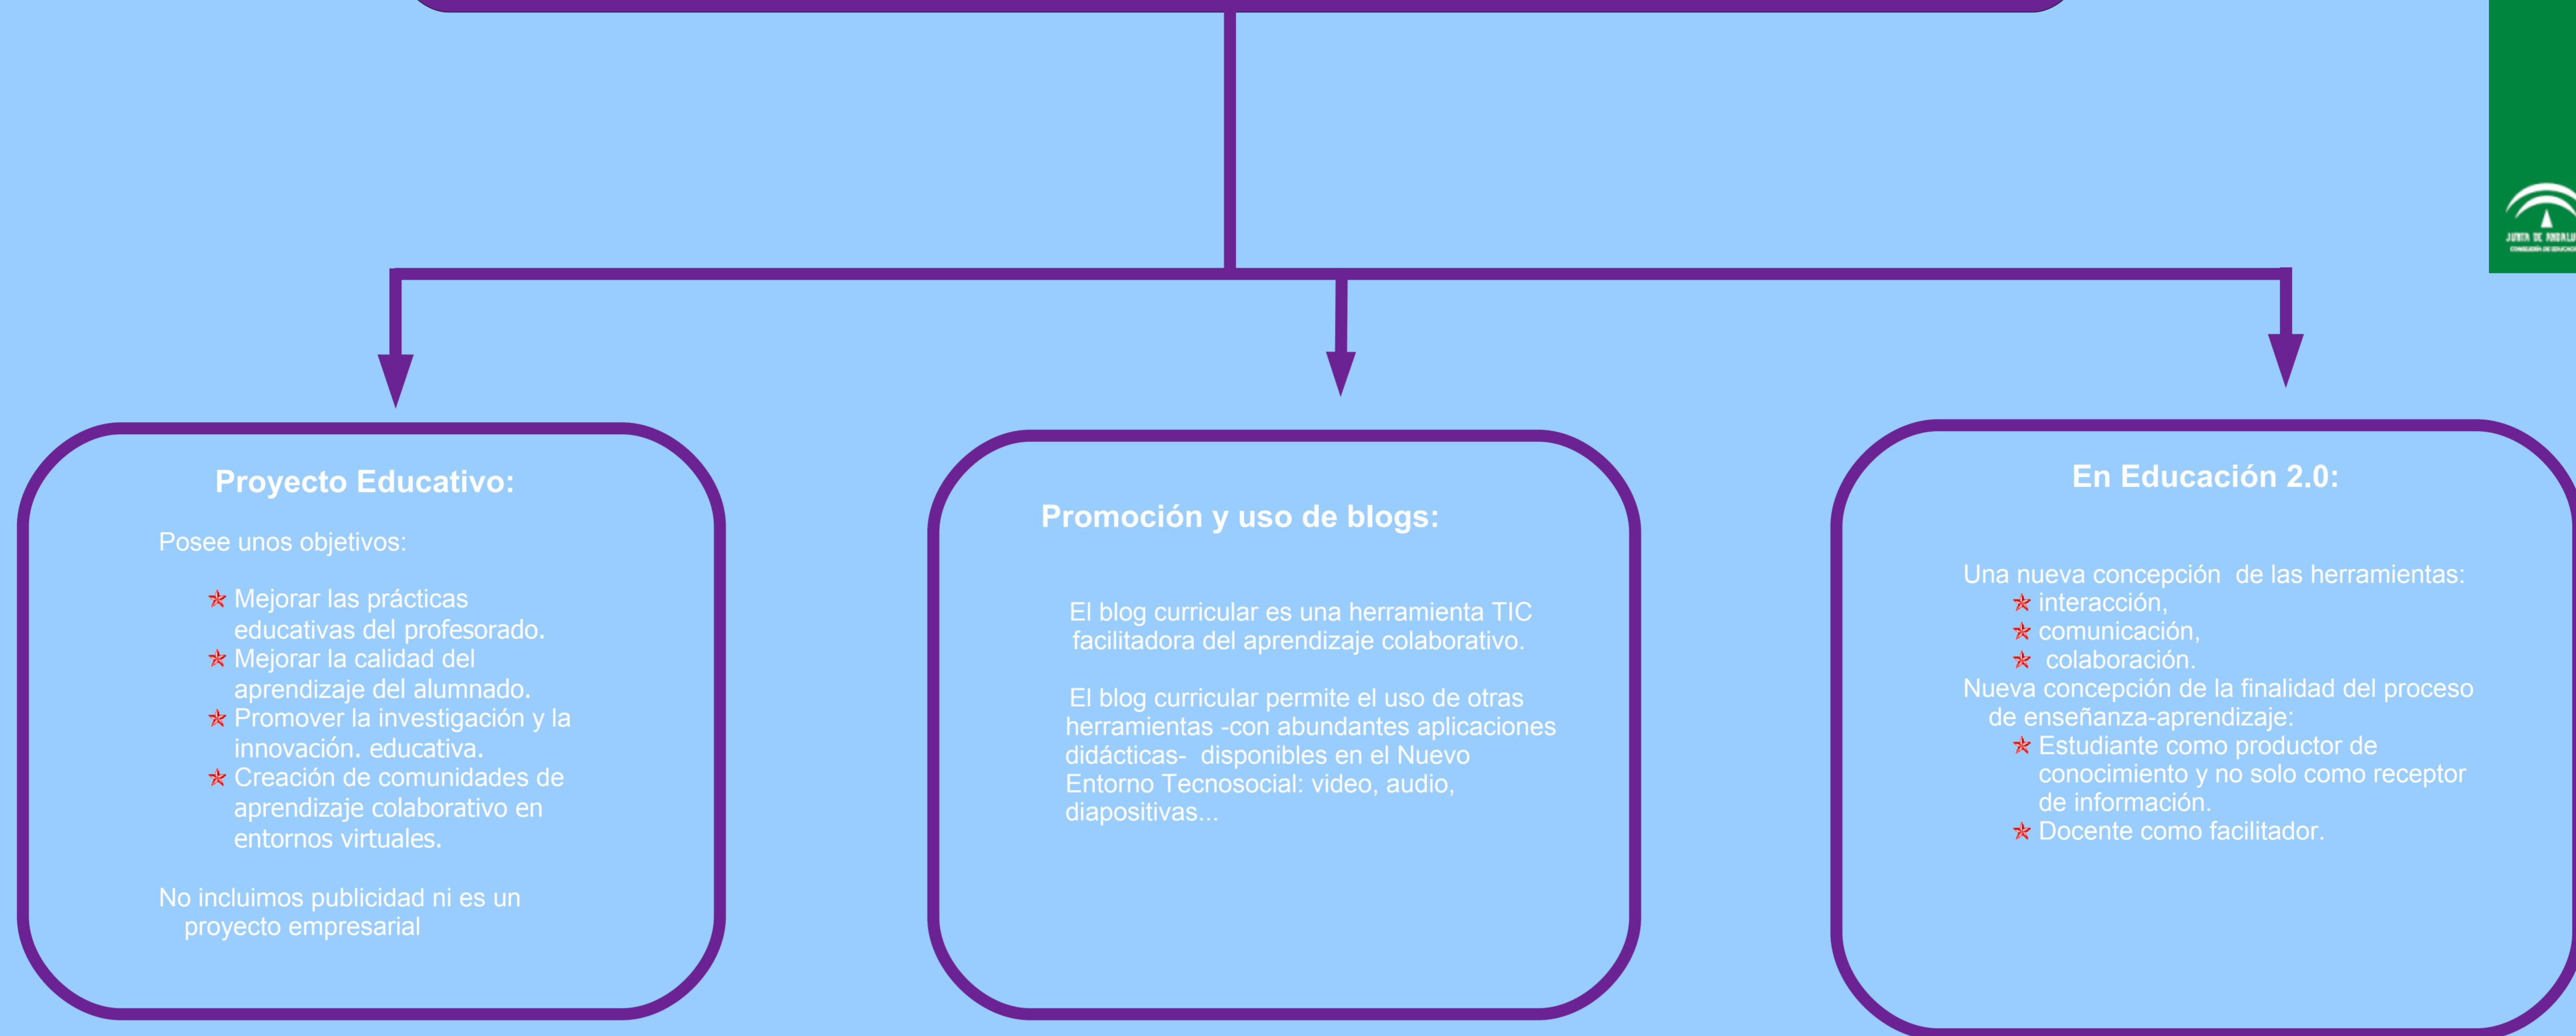 JUNTA DE ANDALU
CONSEJERÍA DE EDUCACI
Proyecto Educativo:
Posee unos objetivos:
Mejorar las prácticas
educativas del profesorado.
Mejorar la calidad del
aprendizaje del alumnado.
Promover la investigación y la
innovación. educativa.
Creación de comunidades de
aprendizaje colaborativo en
entornos virtuales.
No incluimos publicidad ni es un
proyecto empresarial
Promoción y uso de blogs:
El blog curricular es una herramienta TIC
facilitadora del aprendizaje colaborativo.
El blog curricular permite el uso de otras
herramientas -con abundantes aplicaciones
didácticas- disponibles en el Nuevo
Entorno Tecnosocial: video, audio,
diapositivas...
En Educación 2.0:
Una nueva concepción de las herramientas:
interacción,
comunicación,
colaboración.
Nueva concepción de la finalidad del proceso
de enseñanza-aprendizaje:
Estudiante como productor de
conocimiento y no solo como receptor
de información.
Docente como facilitador.